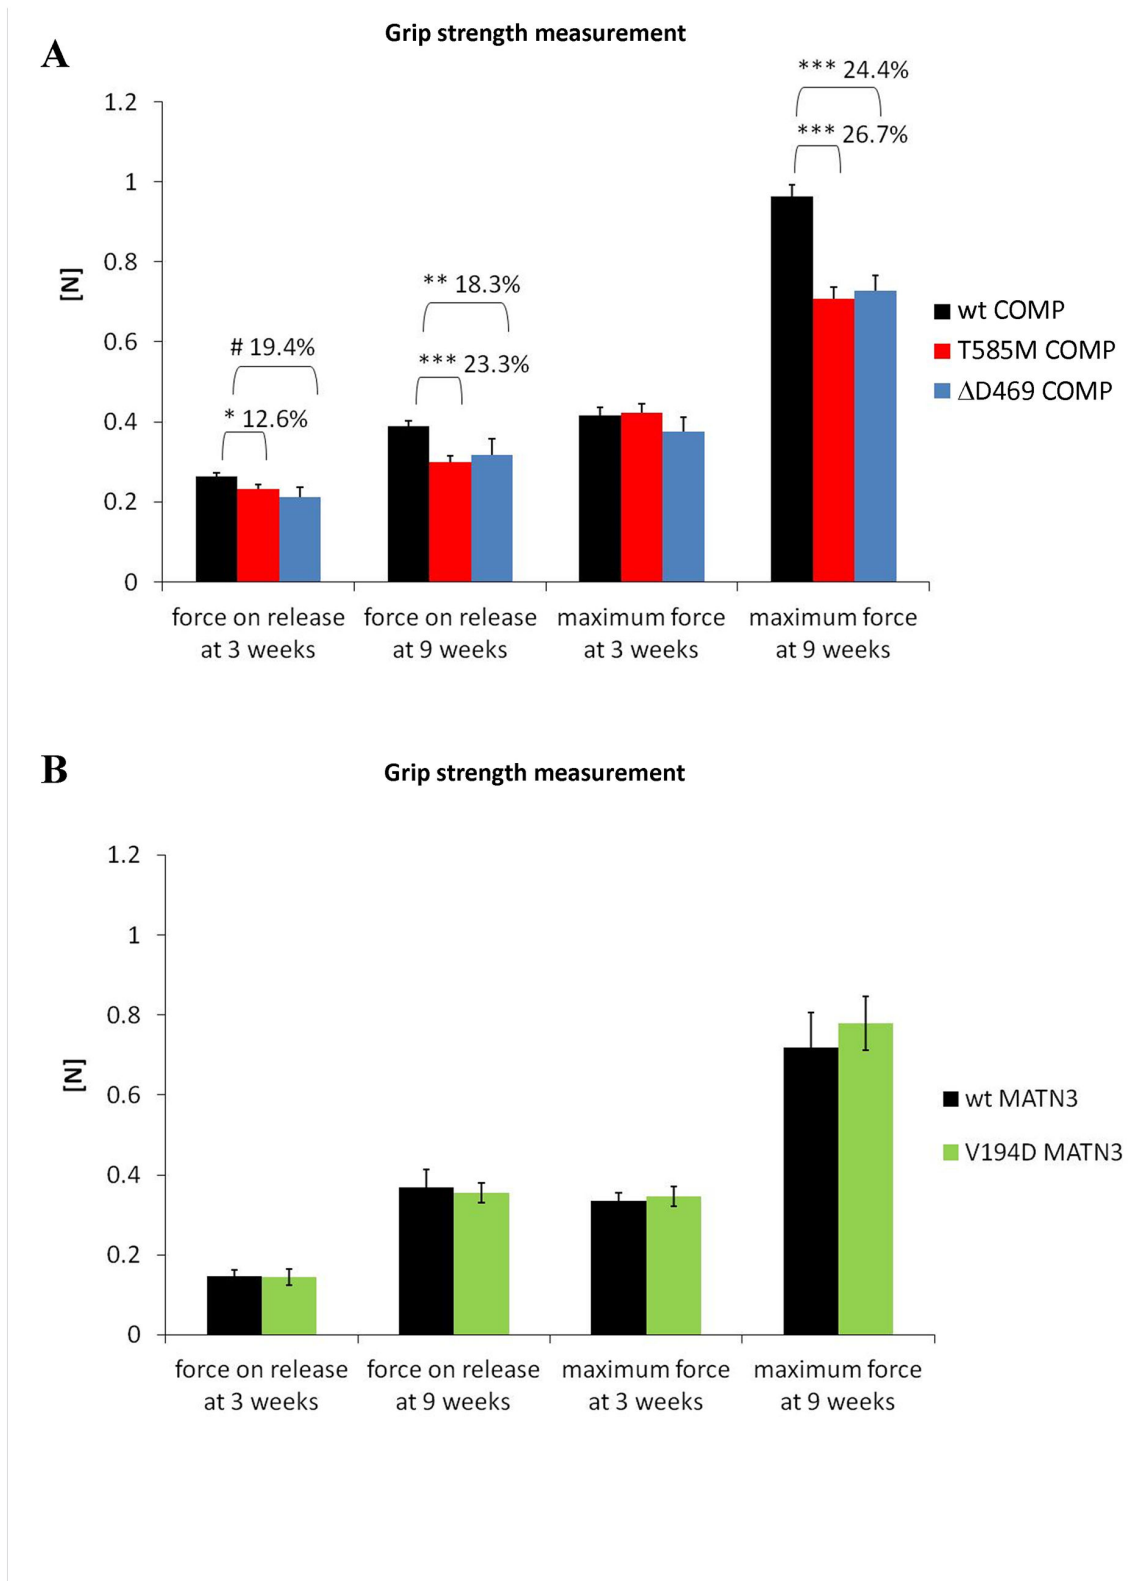 A
Grip strength measurement
*** 24.4%
*** 26.7%
1.2
1
0.8
0.6
0.4
0.2
0
[N]
** 18.3%
*** 23.3%
# 19.4%
* 12.6%
wt COMP
T585M COMP
ΔD469 COMP
force on release
at 3 weeks
force on release
at 9 weeks
maximum force
at 3 weeks
maximum force
at 9 weeks
B
Grip strength measurement
1.2
1
0.8
0.6
0.4
0.2
0
[N]
wt MATN3
V194D MATN3
force on release
at 3 weeks
force on release
at 9 weeks
maximum force
at 3 weeks
maximum force
at 9 weeks